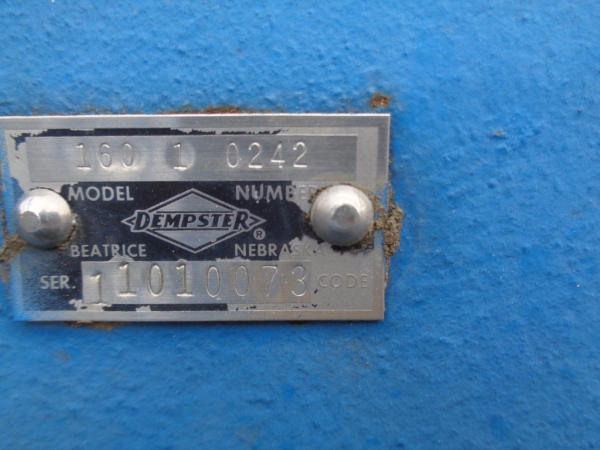 160 1 0242
MODEL NUMBER
DEMPSTER ®
BEATRICE NEBRASKA
SER. 11010073 CODE